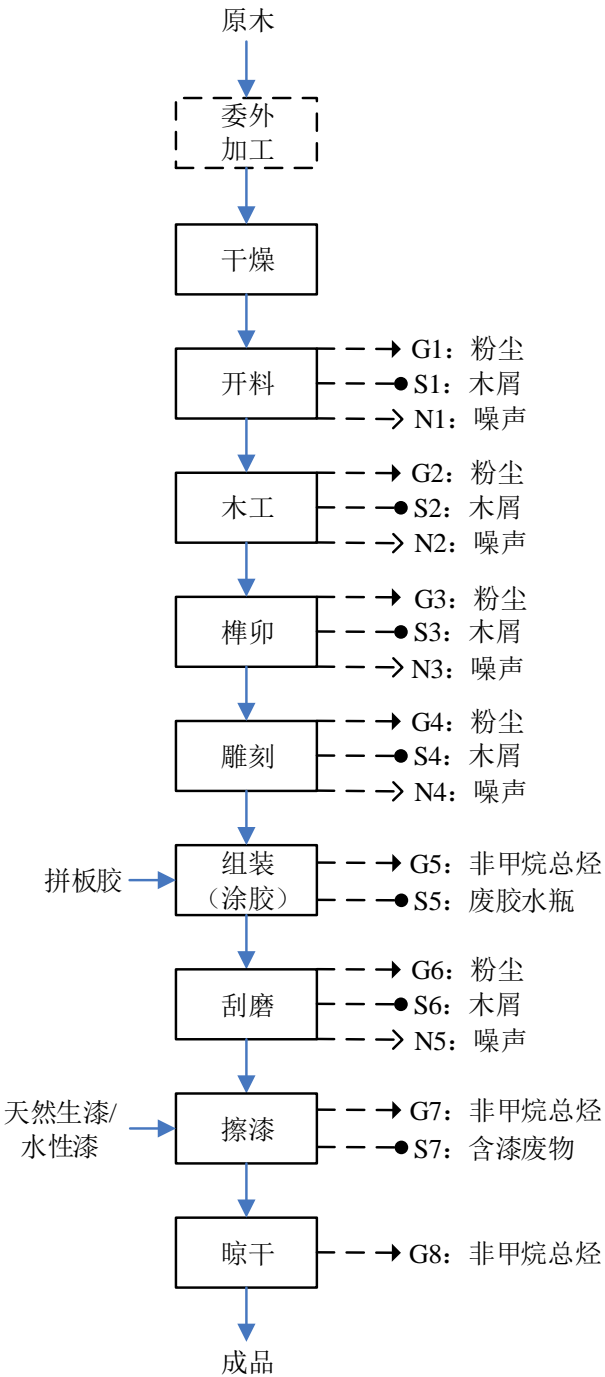 原木
委外
加工
干燥
开料
G1：粉尘
S1：木屑
N1：噪声
木工
G2：粉尘
S2：木屑
N2：噪声
榫卯
G3：粉尘
S3：木屑
N3：噪声
雕刻
G4：粉尘
S4：木屑
N4：噪声
拼板胶
组装
（涂胶）
G5：非甲烷总烃
S5：废胶水瓶
刮磨
G6：粉尘
S6：木屑
N5：噪声
天然生漆/
水性漆
擦漆
G7：非甲烷总烃
S7：含漆废物
晾干
G8：非甲烷总烃
成品